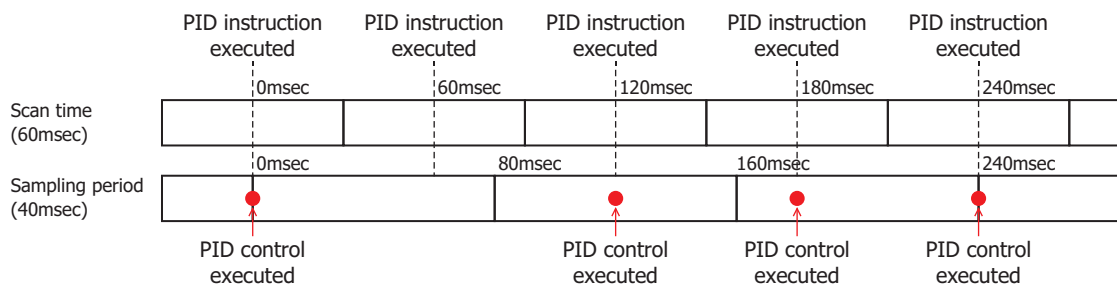 PID instruction executed
PID instruction executed
PID instruction executed
PID instruction executed
PID instruction executed
0msec
60msec
120msec
180msec
240msec
Scan time
(60msec)
0msec
80msec
160msec
240msec
Sampling period
(40msec)
PID control executed
PID control executed
PID control executed
PID control executed